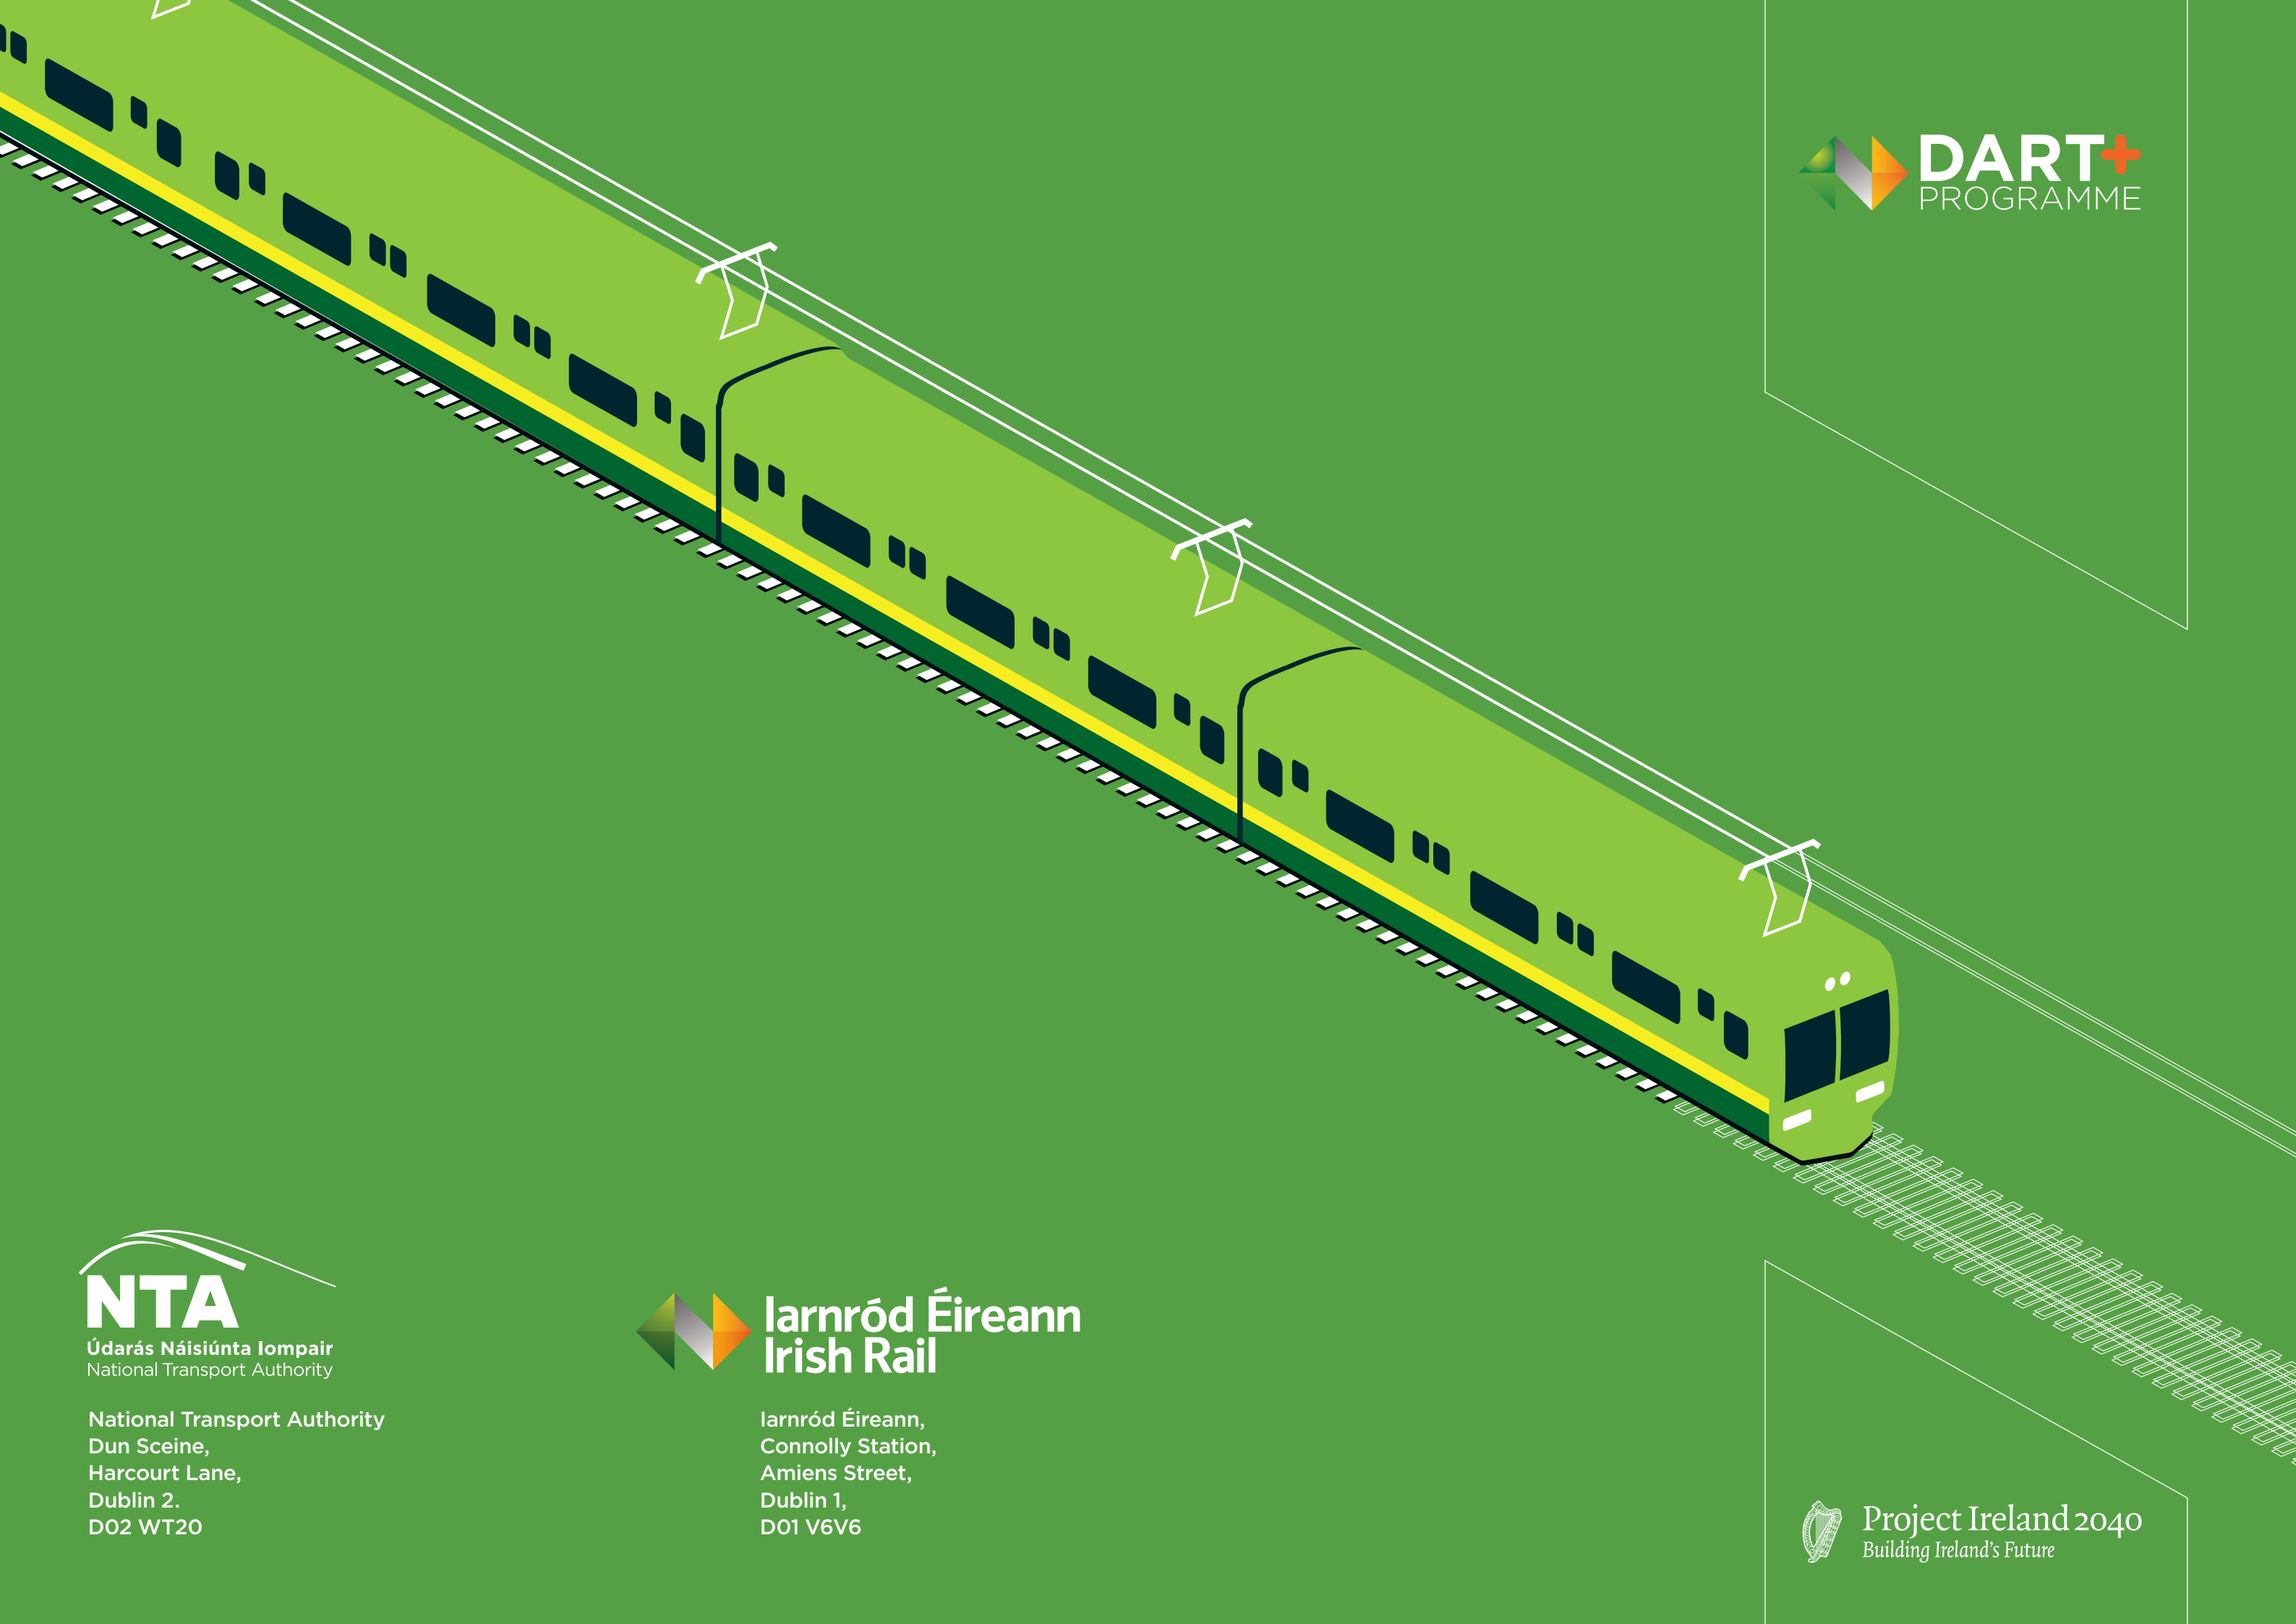 DART+
PROGRAMME
NTA
Údarás Náisiúnta Iompair
National Transport Authority
National Transport Authority
Dun Sceine,
Harcourt Lane,
Dublin 2.
D02 WT20
Iarnród Éireann
Irish Rail
Iarnród Éireann,
Connolly Station,
Amiens Street,
Dublin 1,
D01 V6V6
Project Ireland 2040
Building Ireland's Future